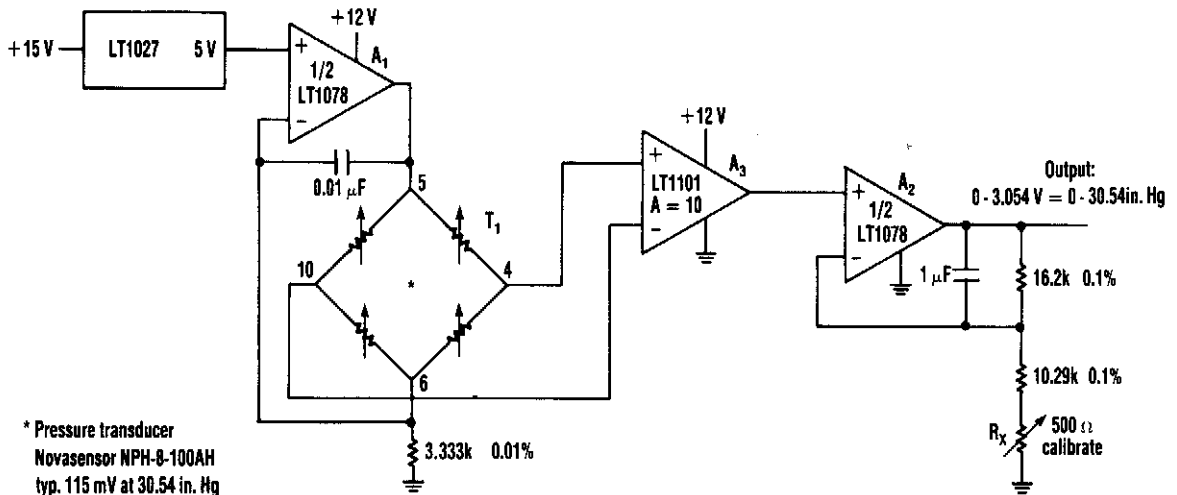 +15 V
LT1027
5 V
+12 V
A1
+
1/2
LT1078
−
0.01 μF
5
T1
10
4
*
6
3.333k 0.01%
+12 V
A3
+
LT1101
A = 10
−
A2
+
1/2
LT1078
−
1 μF
Output:
0 - 3.054 V = 0 - 30.54in. Hg
16.2k 0.1%
10.29k 0.1%
RX
500 Ω
calibrate
* Pressure transducer
Novasensor NPH-8-100AH
typ. 115 mV at 30.54 in. Hg